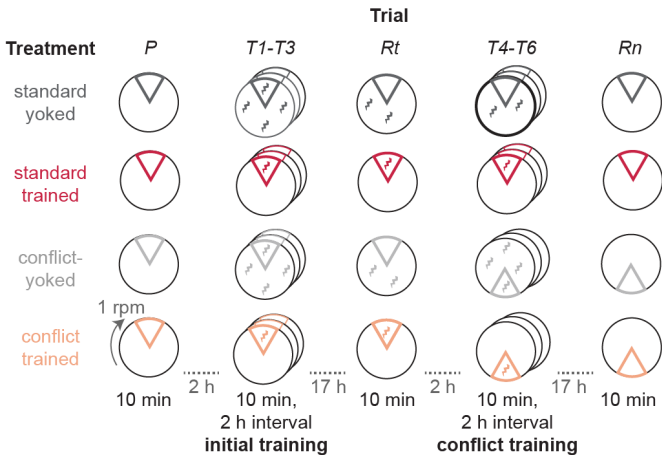 Trial
Treatment P T1-T3 Rt T4-T6 Rn
standard
yoked
standard
trained
conflict-
yoked
1 rpm
conflict
trained
2 h 17 h 2 h 17 h
10 min 10 min, 10 min 10 min, 10 min
2 h interval 2 h interval
initial training conflict training